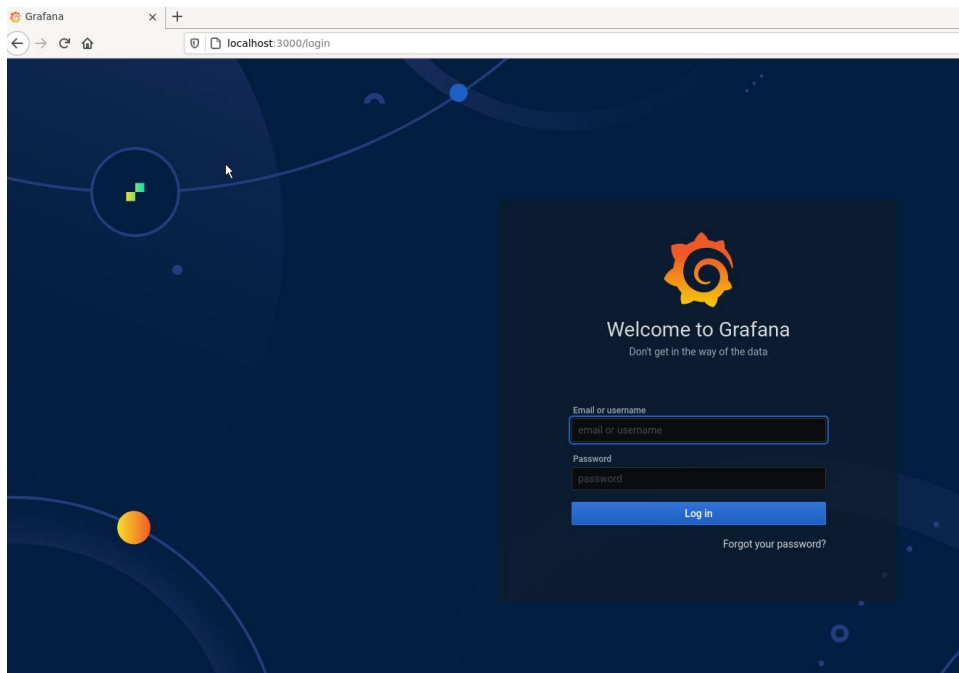 Grafana
localhost:3000/login
Welcome to Grafana
Don't get in the way of the data
Email or username
email or username
Password
password
Log in
Forgot your password?